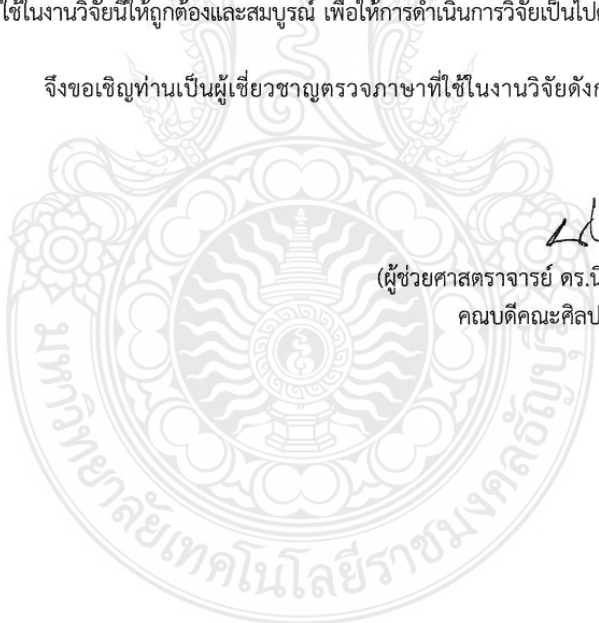 ใช้ในงานวิจัยนี้ให้ถูกต้องและสมบูรณ์ เพื่อให้การดำเนินการวิจัยเป็นไป
จึงขอเชิญท่านเป็นผู้เชี่ยวชาญตรวจภาษาที่ใช้ในงานวิจัย
(ผู้ช่วยศาสตราจารย์ ดร.
คณบดีคณะศิลป
มหาวิทยาลัยเทคโนโลยีราชมงคลธัญบุรี